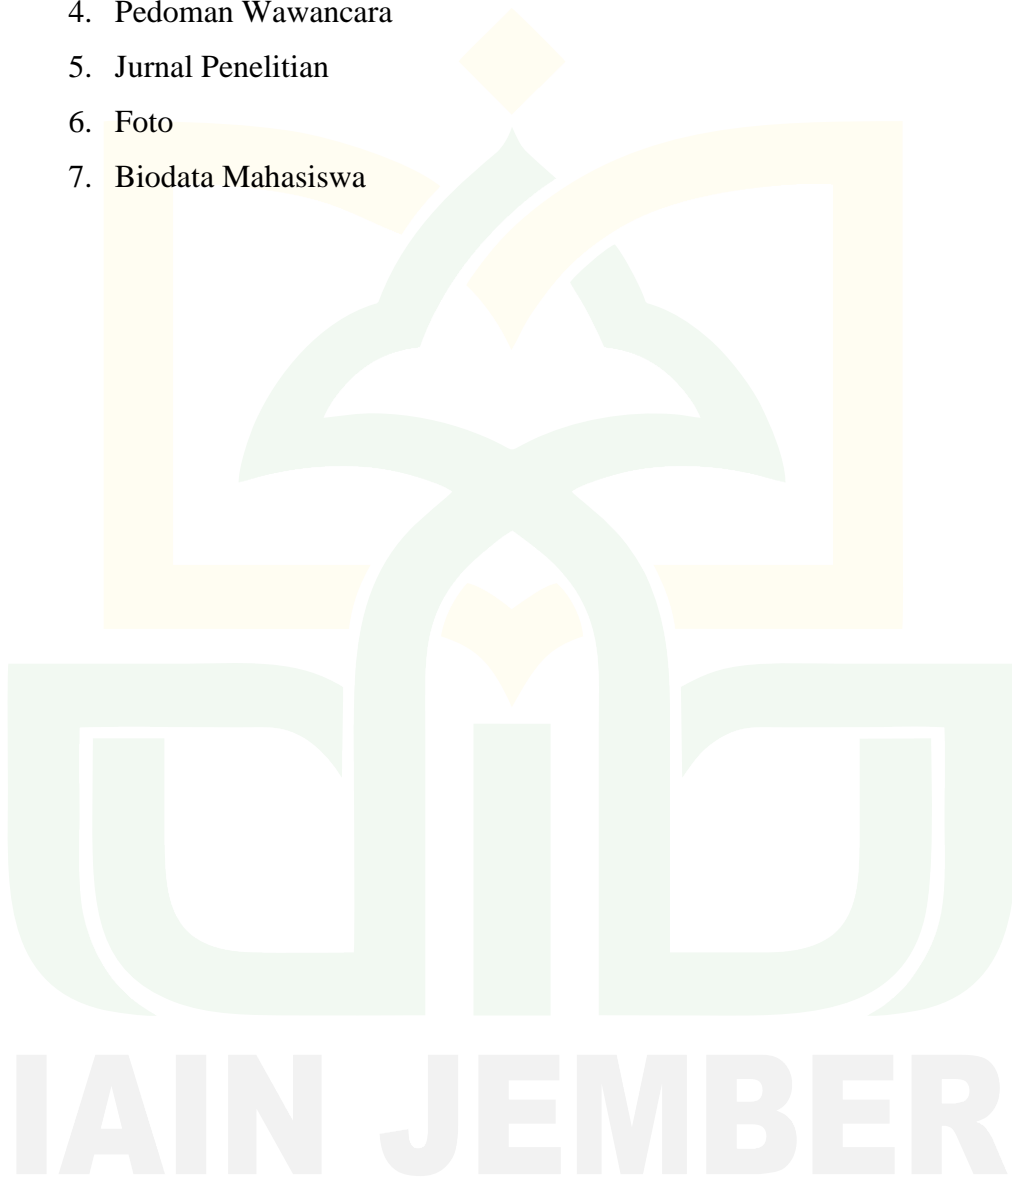 4. Pedoman Wawancara
5. Jurnal Penelitian
6. Foto
7. Biodata Mahasiswa
IAIN JEMBER